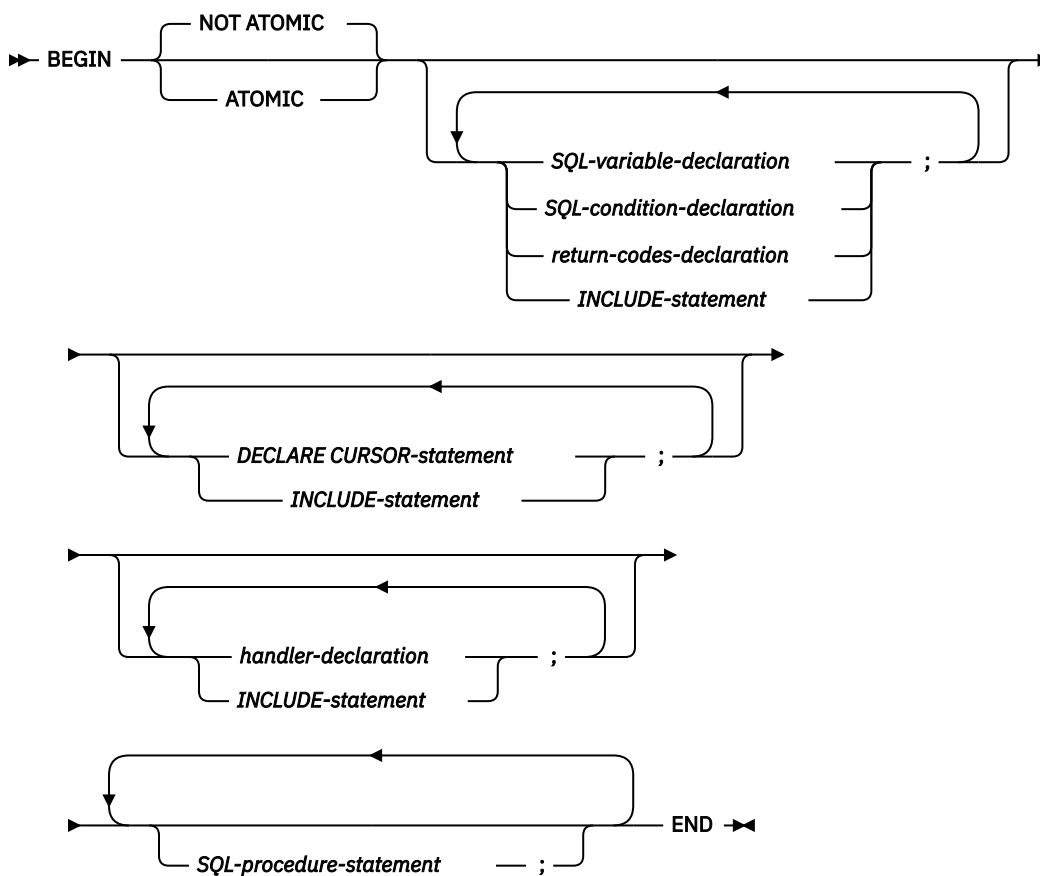 NOT ATOMIC
BEGIN
ATOMIC
SQL-variable-declaration ;
SQL-condition-declaration
return-codes-declaration
INCLUDE-statement
DECLARE CURSOR-statement ;
INCLUDE-statement
handler-declaration ;
INCLUDE-statement
END
SQL-procedure-statement ;